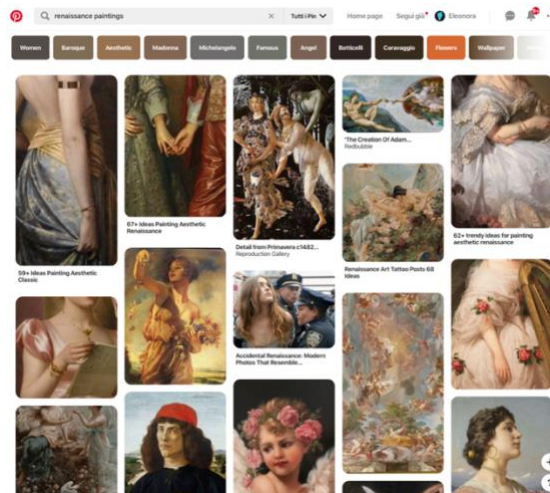 renaissance paintings
Tutti i Pin
Home page
Segui già
Eleonora
Women
Baroque
Aesthetic
Madonna
Michelangelo
Famous
Angel
Botticelli
Caravaggio
Flowers
Wallpaper
59+ Ideas Painting Aesthetic
Classic
67+ Ideas Painting Aesthetic
Renaissance
Detail from Primavera c1482...
Reproduction Gallery
Accidental Renaissance: Modern
Photos That Resemble...
"The Creation Of Adam...
Redbubble
Renaissance Art Tattoo Posts 68
Ideas
62+ trendy ideas for painting
aesthetic renaissance